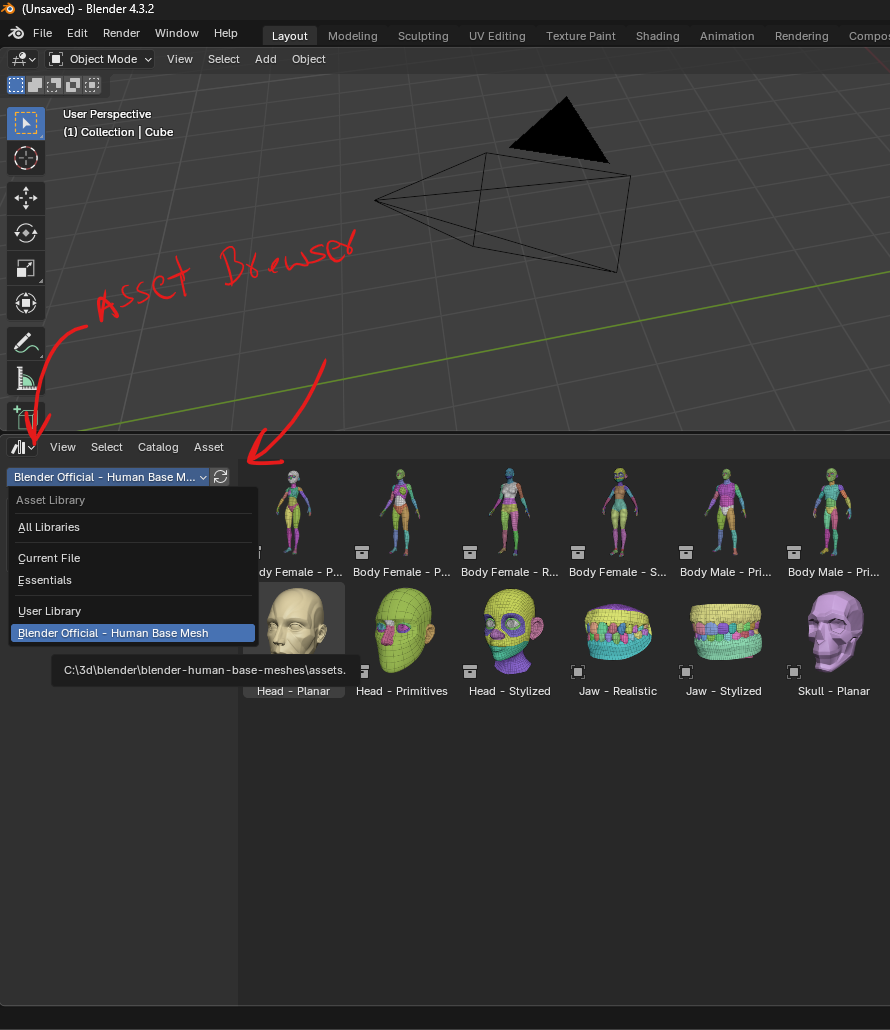 (Unsaved) - Blender 4.3.2
File Edit Render Window Help Layout Modeling Sculpting UV Editing Texture Paint Shading Animation Rendering Compos
Object Mode View Select Add Object
User Perspective
(1) Collection | Cube
Asset Browser
View Select Catalog Asset
Blender Official - Human Base M...
Asset Library
All Libraries
Current File
Essentials
User Library
Blender Official - Human Base Mesh
C:\3d\blender\blender-human-base-meshes\assets.
dy Female - P... Body Female - P... Body Female - R... Body Female - S... Body Male - Pri... Body Male - Pri...
Head - Planar Head - Primitives Head - Stylized Jaw - Realistic Jaw - Stylized Skull - Planar